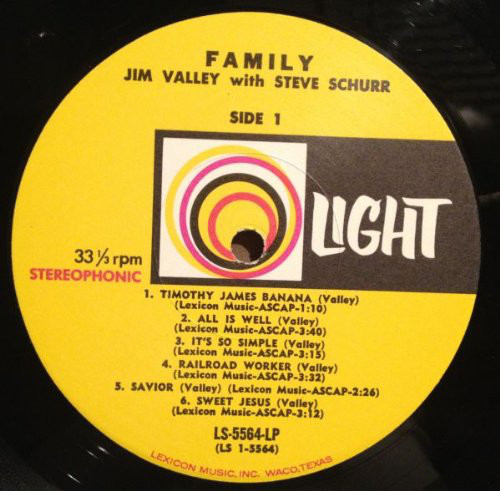 FAMILY
JIM VALLEY with STEVE SCHURR
SIDE 1
LIGHT
33 1/3 rpm
STEREOPHONIC
1. TIMOTHY JAMES BANANA (Valley)
(Lexicon Music-ASCAP-1:10)
2. ALL IS WELL (Valley)
(Lexicon Music-ASCAP-3:40)
3. IT'S SO SIMPLE (Valley)
(Lexicon Music-ASCAP-3:15)
4. RAILROAD WORKER (Valley)
(Lexicon Music-ASCAP-3:32)
5. SAVIOR (Valley) (Lexicon Music-ASCAP-2:26)
6. SWEET JESUS (Valley)
(Lexicon Music-ASCAP-3:12)
LS-5564-LP
(LS 1-5564)
LEXICON MUSIC, INC. WACO, TEXAS